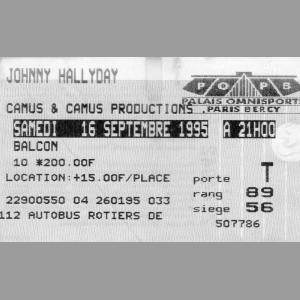 JOHNNY HALLYDAY
POPB
PALAIS OMNISPORTS
PARIS BERCY
CAMUS & CAMUS PRODUCTIONS .
SAMEDI 16 SEPTEMBRE 1995 A 21H00
BALCON
10 *200.00F
LOCATION:+15.00F/PLACE
porte T
rang 89
siege 56
22900550 04 260195 033
112 AUTOBUS ROTIERS DE
507786